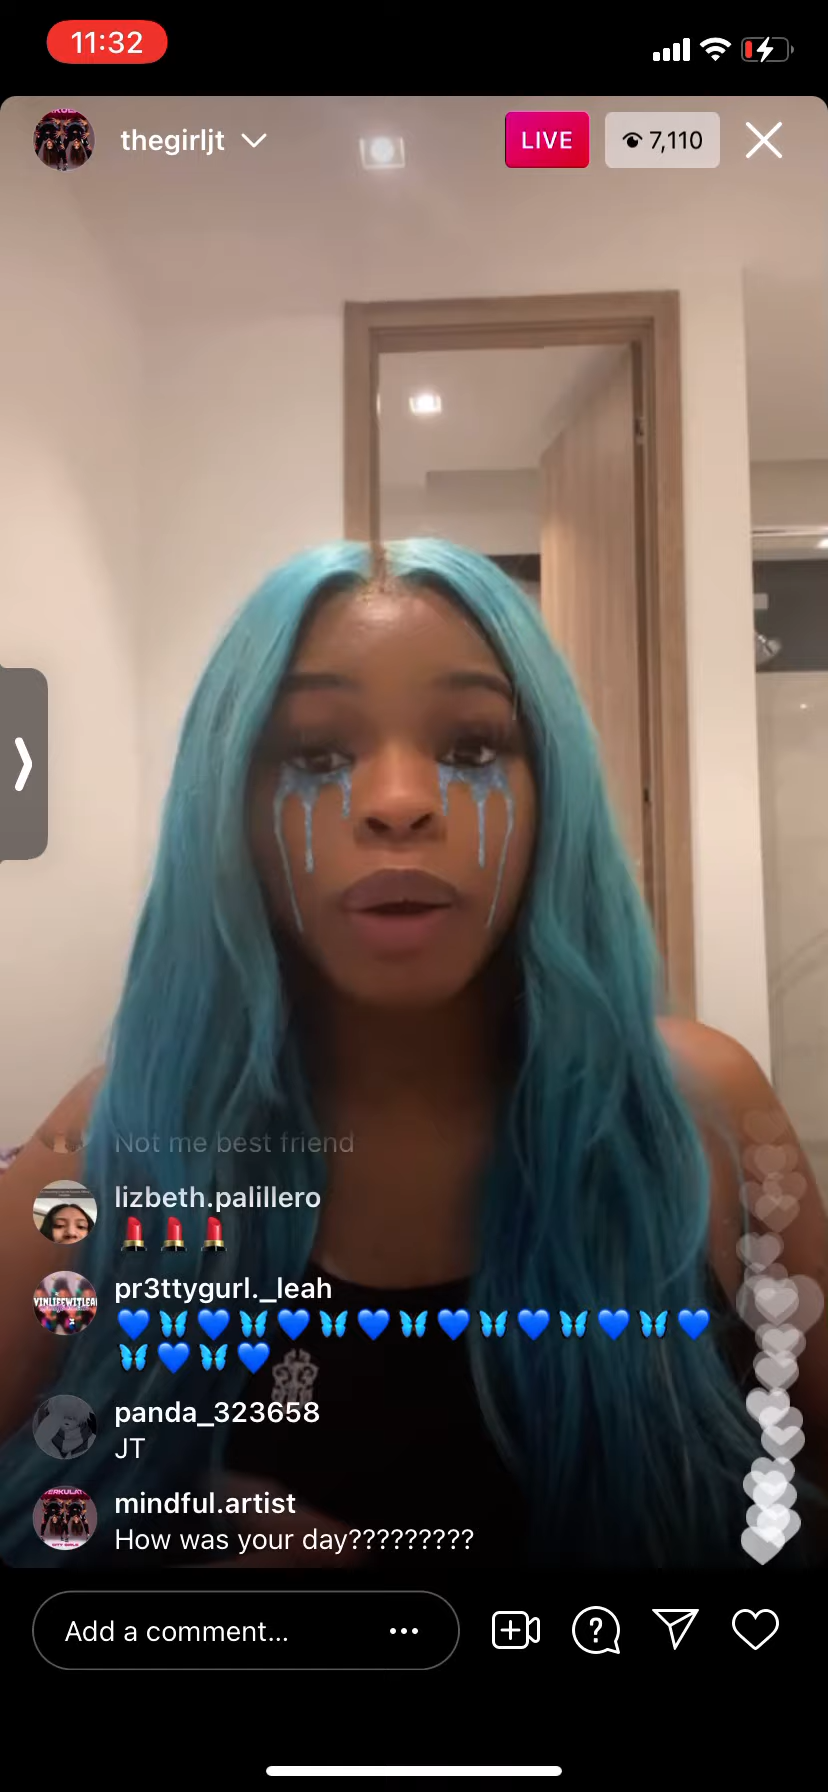 11:32
thegirljt
LIVE
7,110
Not me best friend
lizbeth.palillero
💄 💄 💄
pr3ttygurl._leah
💙🦋💙🦋💙🦋💙🦋💙🦋💙🦋💙🦋💙
🦋💙🦋💙
panda_323658
JT
mindful.artist
How was your day?????????
Add a comment...